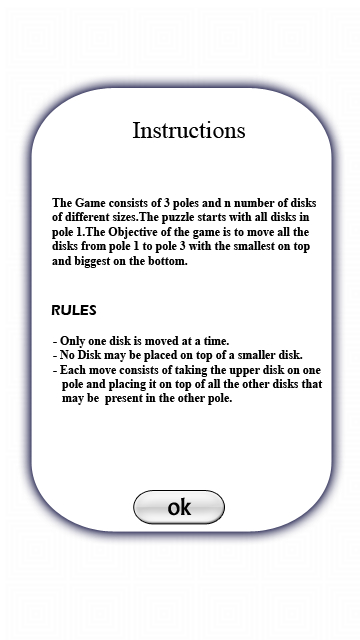 Instructions
The Game consists of 3 poles and n number of disks
of different sizes.The puzzle starts with all disks in
pole 1.The Objective of the game is to move all the
disks from pole 1 to pole 3 with the smallest on top
and biggest on the bottom.
RULES
- Only one disk is moved at a time.
- No Disk may be placed on top of a smaller disk.
- Each move consists of taking the upper disk on one
pole and placing it on top of all the other disks that
may be present in the other pole.
ok